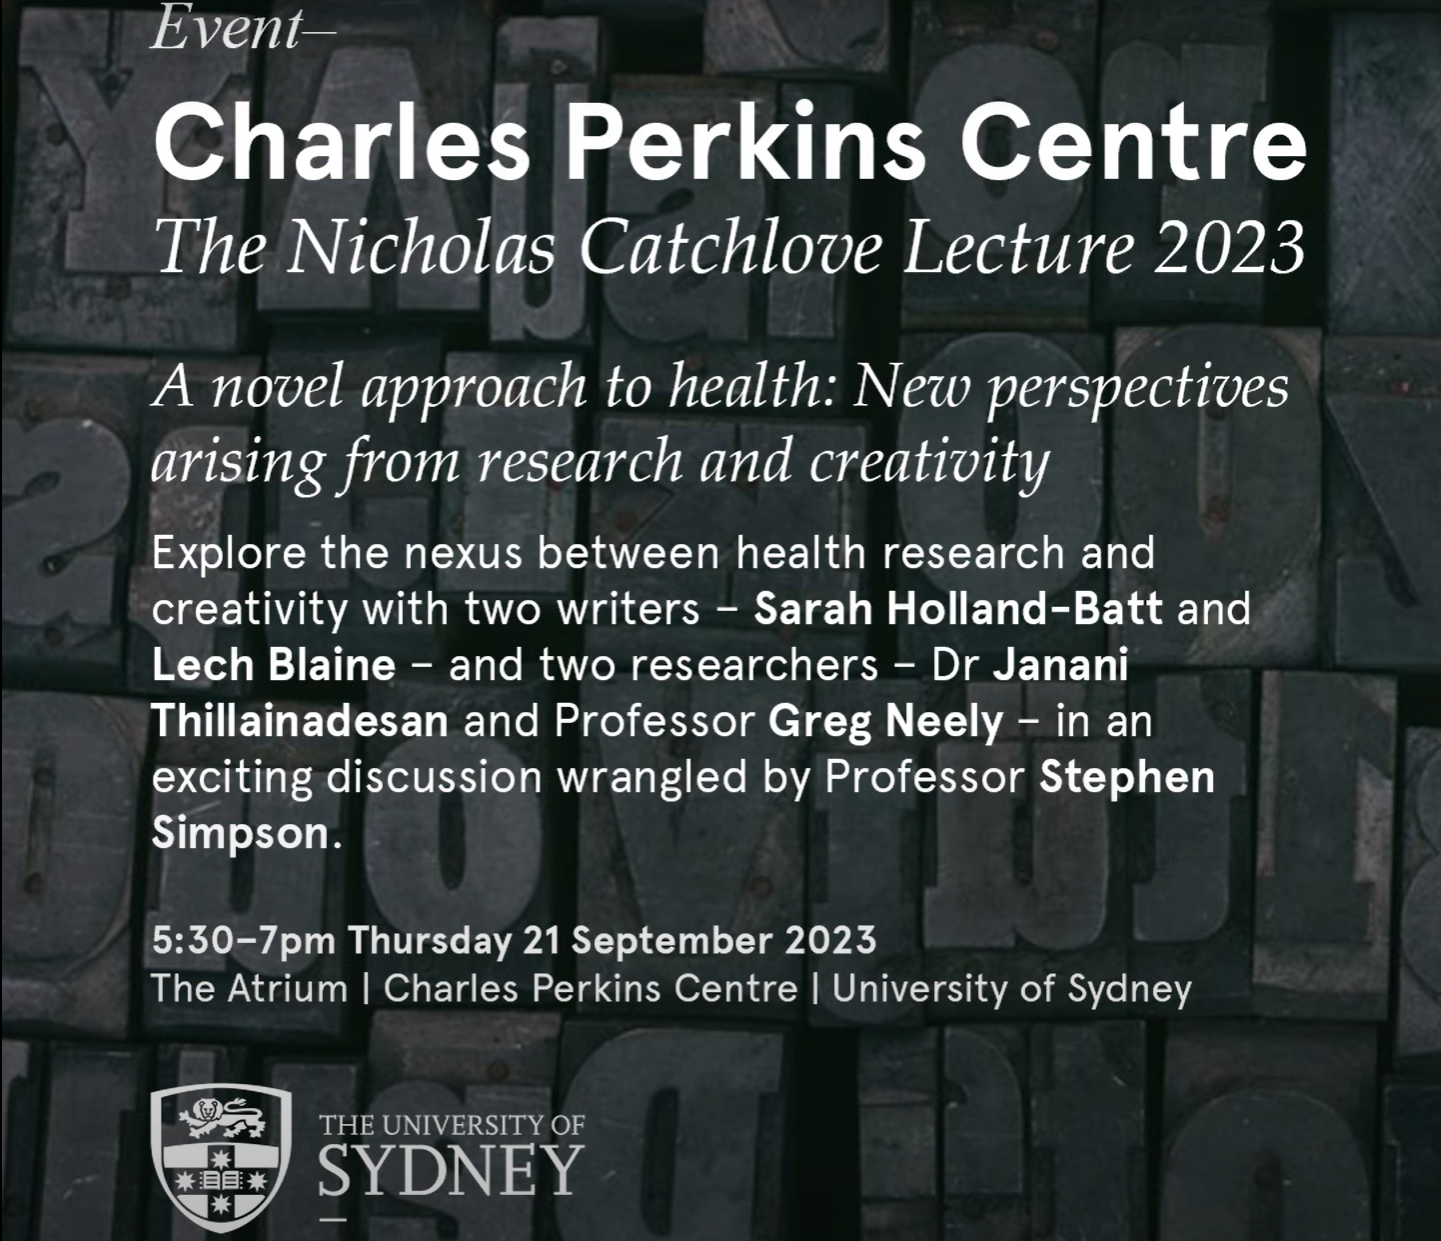 Event–
Charles Perkins Centre
The Nicholas Catchlove Lecture 2023
A novel approach to health: New perspectives
arising from research and creativity
Explore the nexus between health research and
creativity with two writers – Sarah Holland-Batt and
Lech Blaine – and two researchers – Dr Janani
Thillainadesan and Professor Greg Neely – in an
exciting discussion wrangled by Professor Stephen
Simpson.
5:30–7pm Thursday 21 September 2023
The Atrium | Charles Perkins Centre | University of Sydney
THE UNIVERSITY OF
SYDNEY